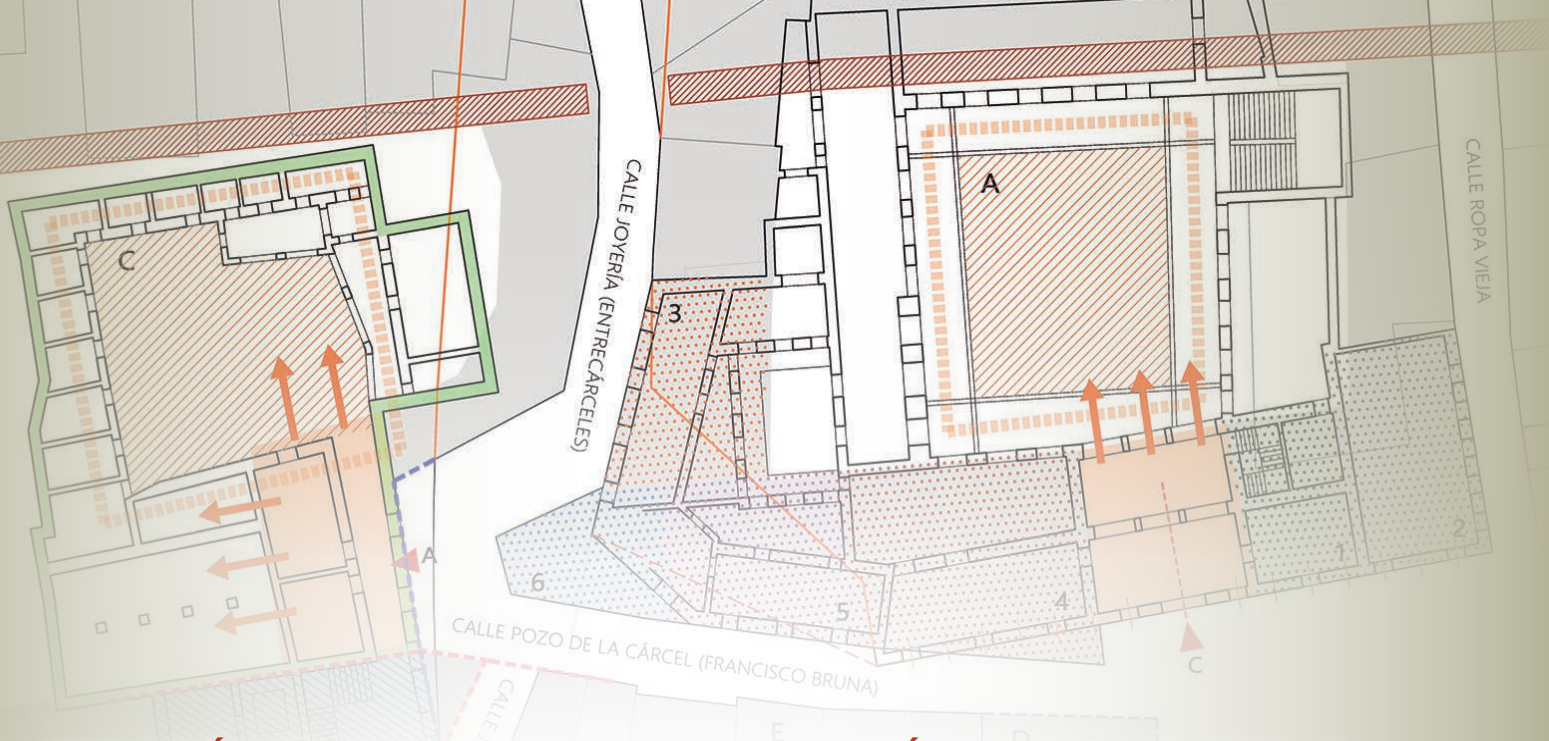 A
C
CALLE JOYERÍA (ENTRECÁRCELES)
CALLE ROPA VIEJA
3
A
6
5
4
1
2
C
CALLE POZO DE LA CÁRCEL (FRANCISCO BRUNA)
CALLE
E
D